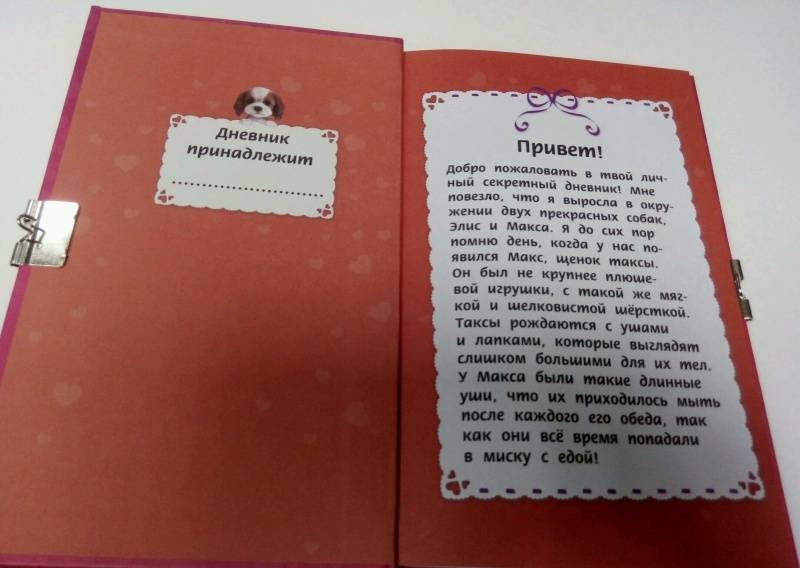 Дневник
принадлежит
................................
Привет!
Добро пожаловать в твой лич-
ный секретный дневник! Мне
повезло, что я выросла в окру-
жении двух прекрасных собак,
Элис и Макса. Я до сих пор
помню день, когда у нас по-
явился Макс, щенок таксы.
Он был не крупнее плюше-
вой игрушки, с такой же мяг-
кой и шелковистой шёрсткой.
Таксы рождаются с ушами
и лапками, которые выглядят
слишком большими для их тел.
У Макса были такие длинные
уши, что их приходилось мыть
после каждого его обеда, так
как они всё время попадали
в миску с едой!